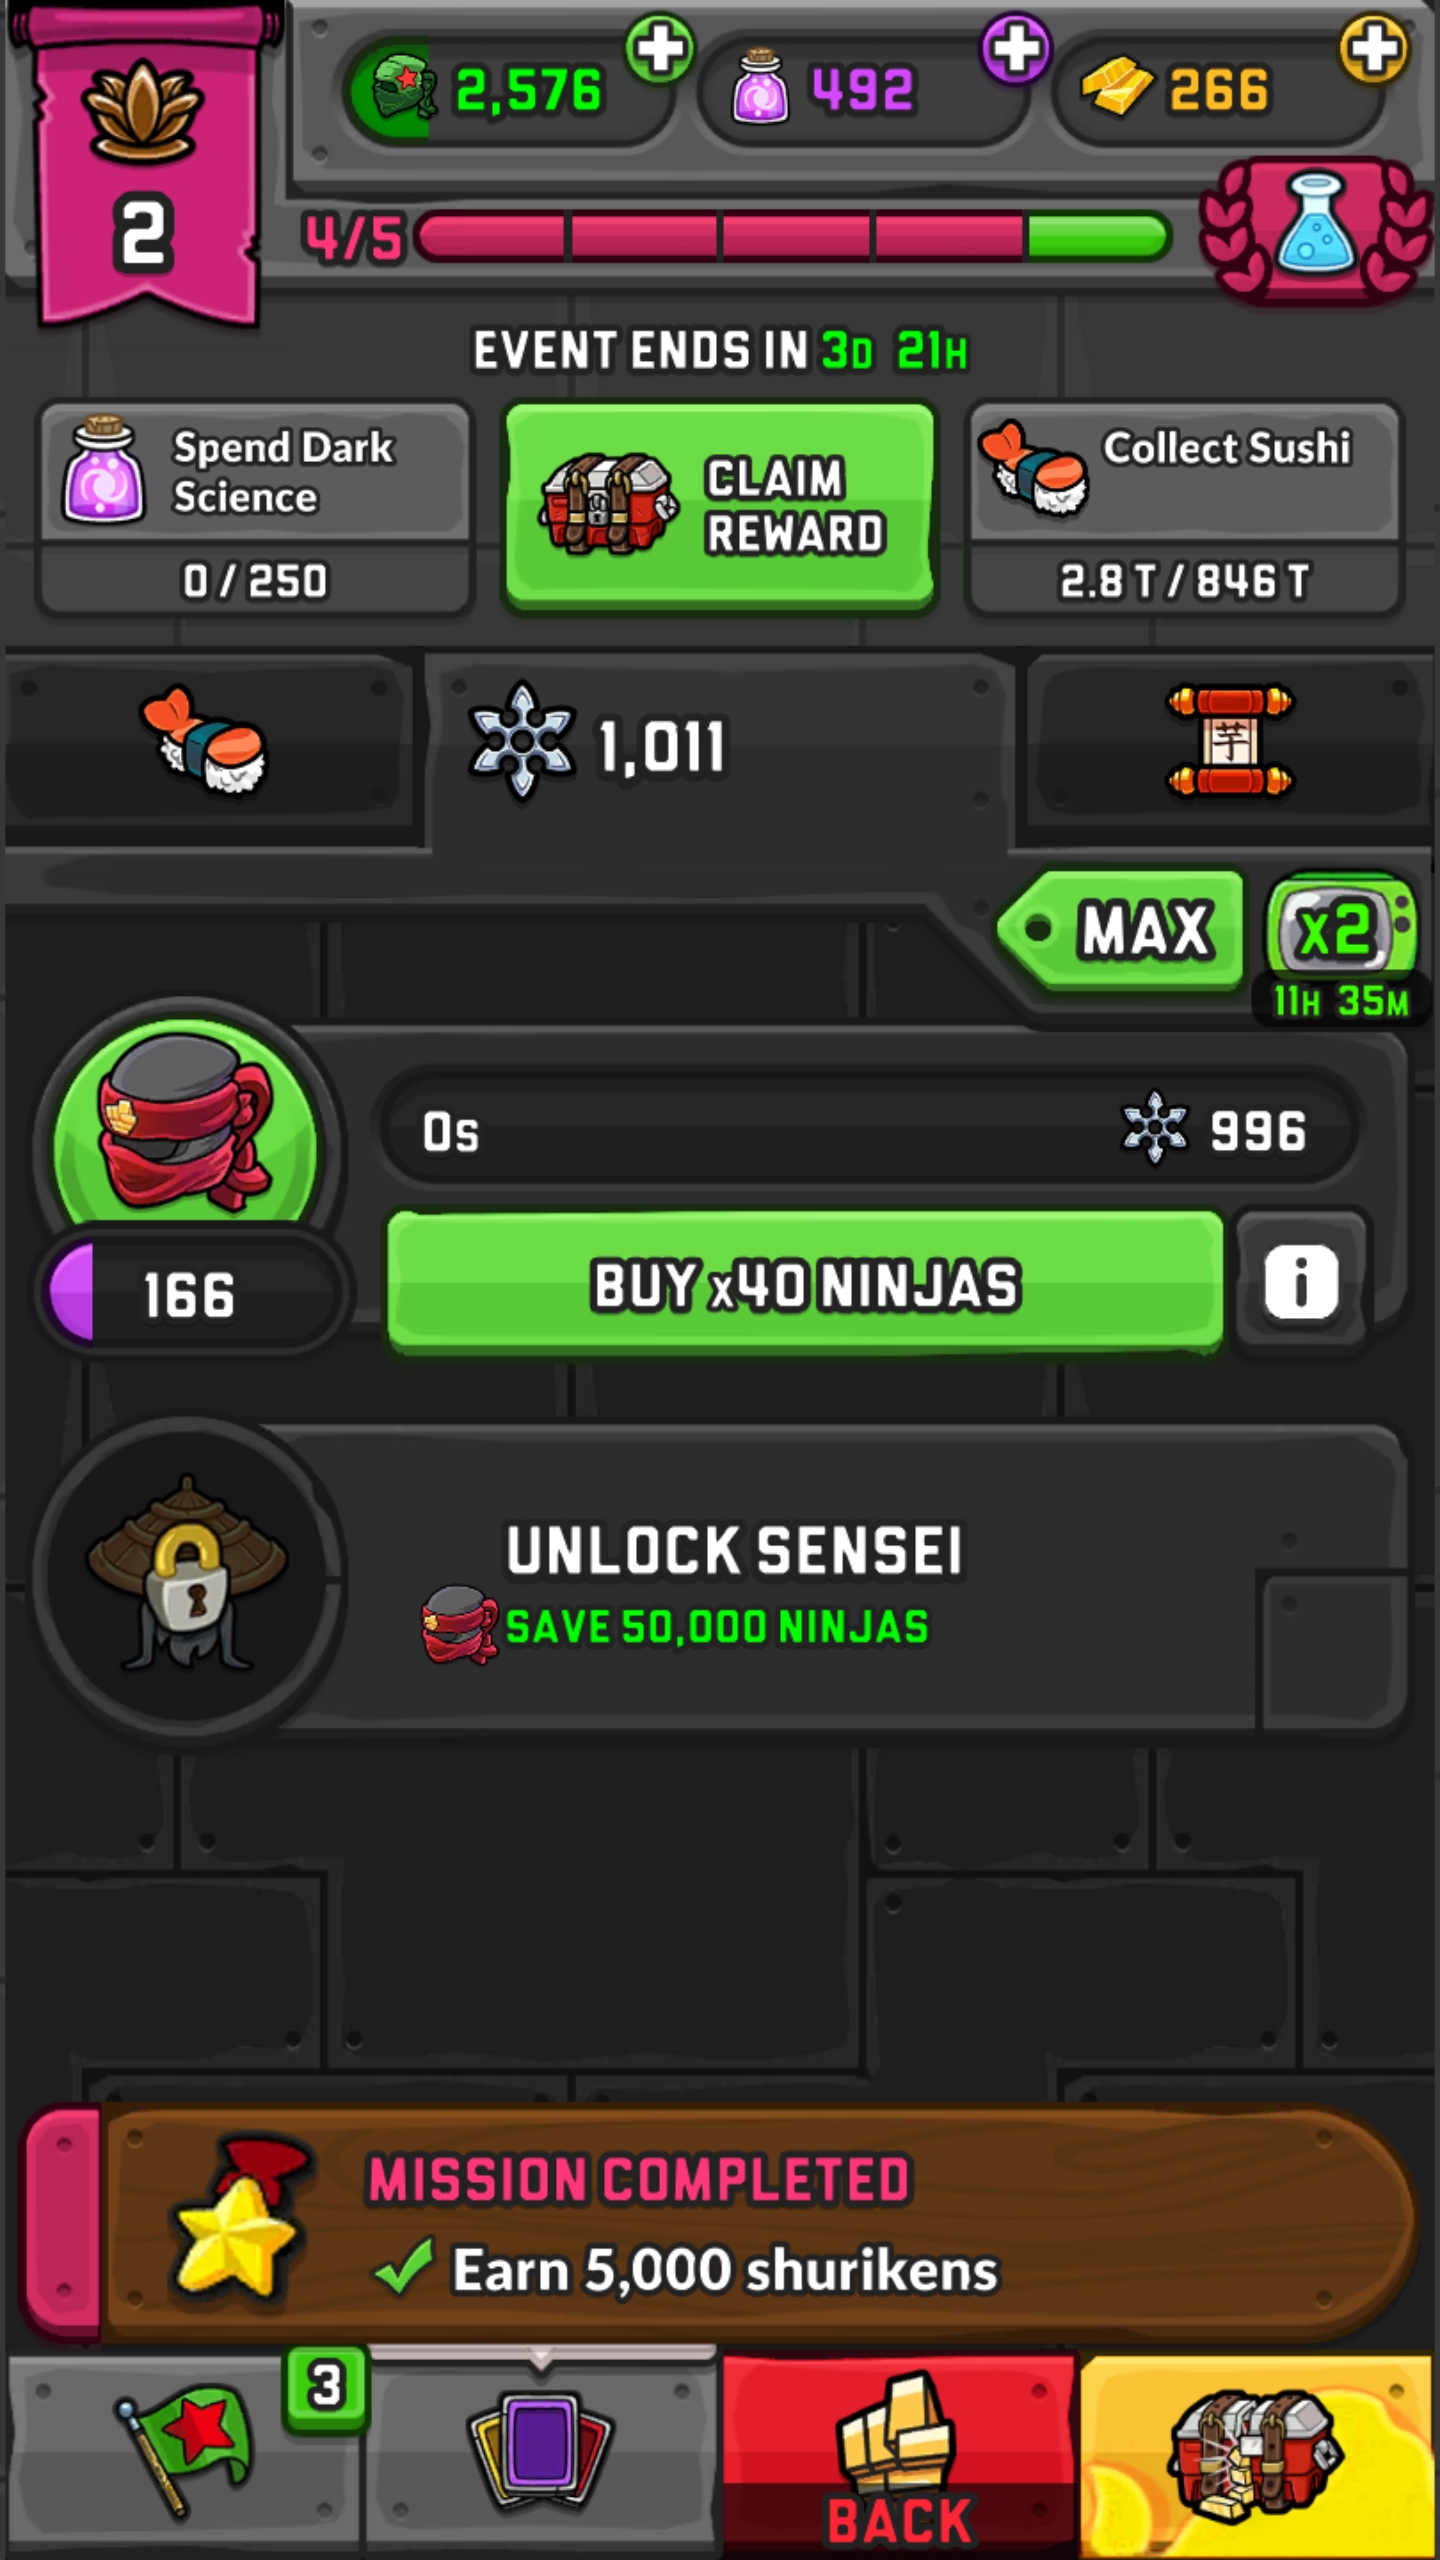 2,576
492
266
2
4/5
EVENT ENDS IN 3D 21H
Spend Dark
Science
0 / 250
CLAIM
REWARD
Collect Sushi
2.8 T / 846 T
1,011
芋
MAX
x2
11H 35M
0s
996
166
BUY x40 NINJAS
i
UNLOCK SENSEI
SAVE 50,000 NINJAS
MISSION COMPLETED
Earn 5,000 shurikens
3
BACK